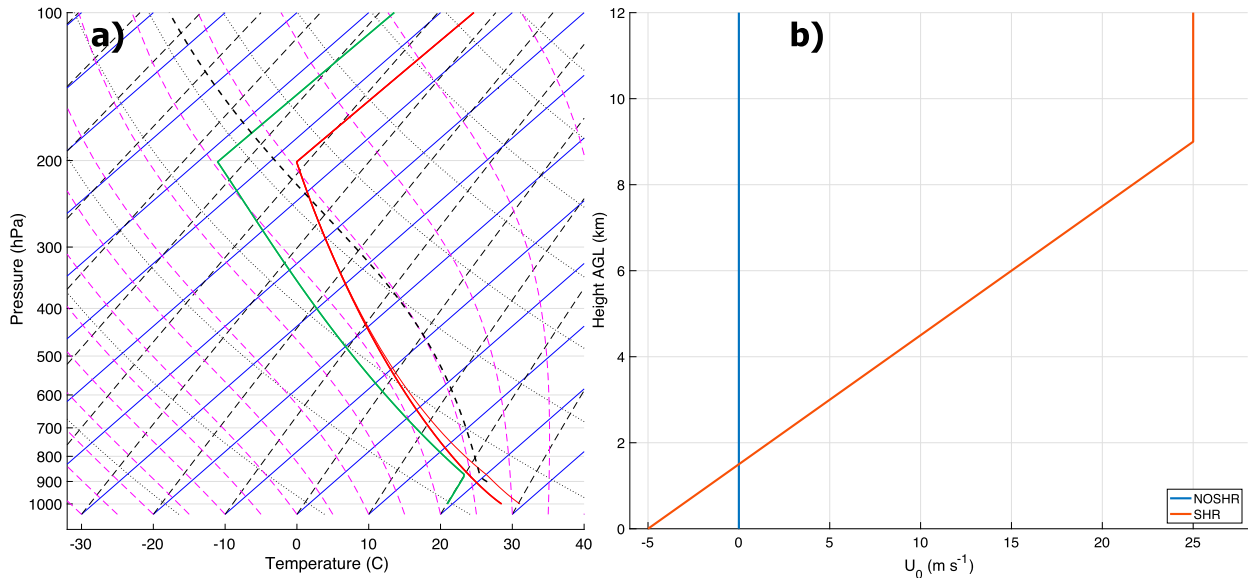 a)
100
200
300
400
500
600
700
800
900
1000
Pressure (hPa)
-30 -20 -10 0 10 20 30 40
Temperature (C)
b)
12
10
8
6
4
2
0
Height AGL (km)
-5 0 5 10 15 20 25
U0 (m s-1)
NOSHR
SHR